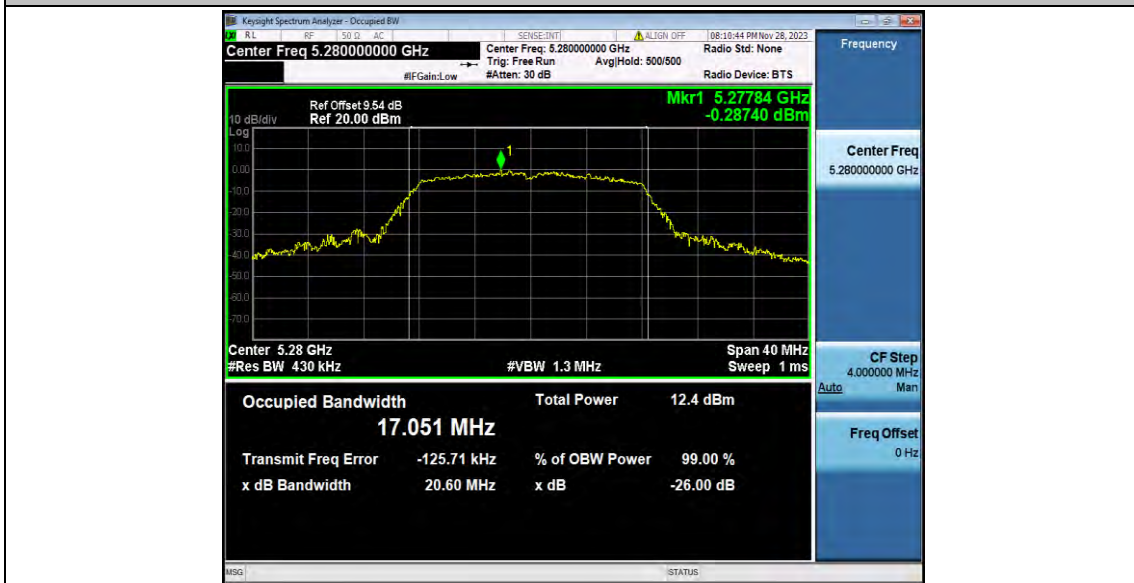 Keysight Spectrum Analyzer - Occupied BW
RL RF 50 Ω AC SENSE:INT ALIGN OFF 08:10:44 PM Nov 28, 2023
Center Freq 5.280000000 GHz
Center Freq: 5.280000000 GHz
Radio Std: None
Trig: Free Run Avg|Hold: 500/500
#IFGain:Low
#Atten: 30 dB
Radio Device: BTS
Frequency
Mkr1 5.27784 GHz
-0.28740 dBm
Ref Offset 9.54 dB
10 dB/div Ref 20.00 dBm
Log
10.0
0.00
-10.0
-20.0
-30.0
-40.0
-50.0
-60.0
-70.0
1
Center 5.28 GHz
Span 40 MHz
#Res BW 430 kHz
#VBW 1.3 MHz
Sweep 1 ms
Center Freq
5.280000000 GHz
CF Step
4.000000 MHz
Auto Man
Freq Offset
0 Hz
Occupied Bandwidth
17.051 MHz
Total Power 12.4 dBm
Transmit Freq Error -125.71 kHz
% of OBW Power 99.00 %
x dB Bandwidth 20.60 MHz
x dB -26.00 dB
MSG
STATUS